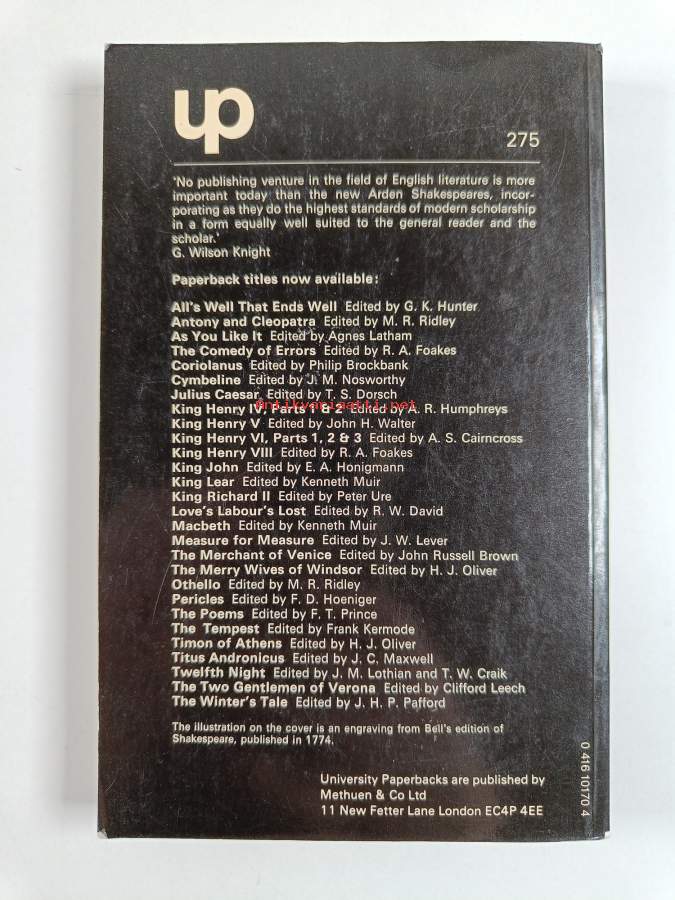 up
275
'No publishing venture in the field of English literature is more
important today than the new Arden Shakespeares, incor-
porating as they do the highest standards of modern scholarship
in a form equally well suited to the general reader and the
scholar.'
G. Wilson Knight
Paperback titles now available:
All's Well That Ends Well Edited by G. K. Hunter
Antony and Cleopatra Edited by M. R. Ridley
As You Like It Edited by Agnes Latham
The Comedy of Errors Edited by R. A. Foakes
Coriolanus Edited by Philip Brockbank
Cymbeline Edited by J. M. Nosworthy
Julius Caesar Edited by T. S. Dorsch
King Henry IV, Parts 1 & 2 Edited by A. R. Humphreys
Antikvariaatti.net
King Henry V Edited by John H. Walter
King Henry VI, Parts 1, 2 & 3 Edited by A. S. Cairncross
King Henry VIII Edited by R. A. Foakes
King John Edited by E. A. Honigmann
King Lear Edited by Kenneth Muir
King Richard II Edited by Peter Ure
Love's Labour's Lost Edited by R. W. David
Macbeth Edited by Kenneth Muir
Measure for Measure Edited by J. W. Lever
The Merchant of Venice Edited by John Russell Brown
The Merry Wives of Windsor Edited by H. J. Oliver
Othello Edited by M. R. Ridley
Pericles Edited by F. D. Hoeniger
The Poems Edited by F. T. Prince
The Tempest Edited by Frank Kermode
Timon of Athens Edited by H. J. Oliver
Titus Andronicus Edited by J. C. Maxwell
Twelfth Night Edited by J. M. Lothian and T. W. Craik
The Two Gentlemen of Verona Edited by Clifford Leech
The Winter's Tale Edited by J. H. P. Pafford
The illustration on the cover is an engraving from Bell's edition of
Shakespeare, published in 1774.
University Paperbacks are published by
Methuen & Co Ltd
11 New Fetter Lane London EC4P 4EE
0 416 10170 4